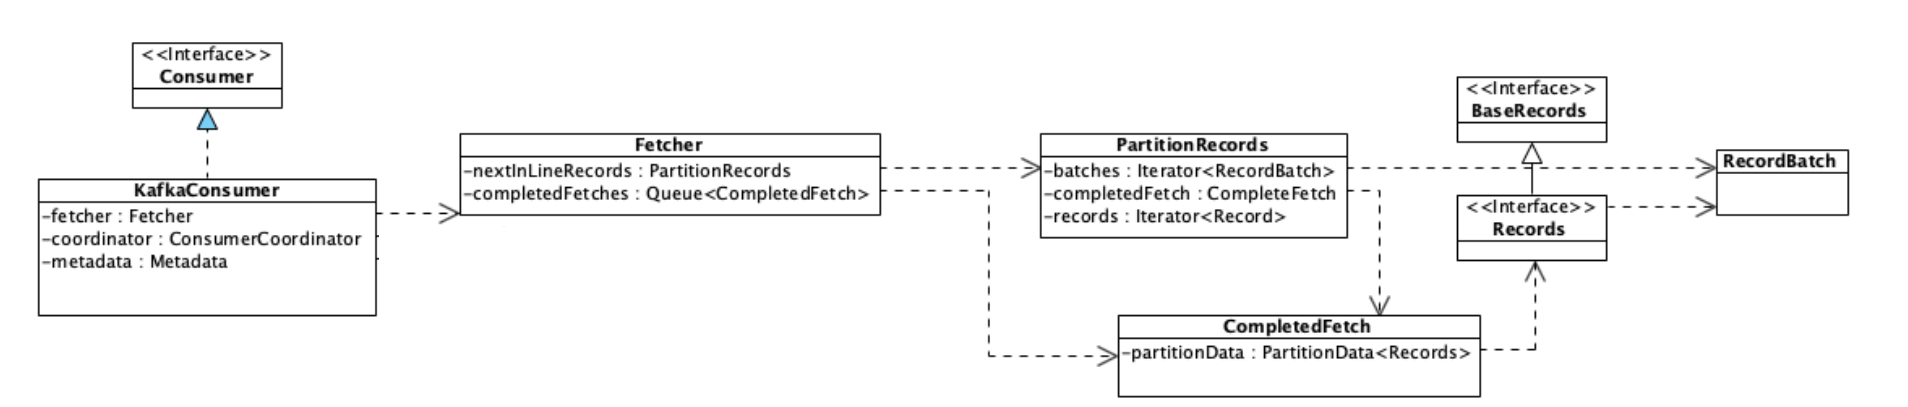 <<Interface>>
Consumer
KafkaConsumer
-fetcher : Fetcher
-coordinator : ConsumerCoordinator
-metadata : Metadata
Fetcher
-nextInLineRecords : PartitionRecords
-completedFetches : Queue<CompletedFetch>
PartitionRecords
-batches : Iterator<RecordBatch>
-completedFetch : CompleteFetch
-records : Iterator<Record>
CompletedFetch
-partitionData : PartitionData<Records>
<<Interface>>
BaseRecords
<<Interface>>
Records
RecordBatch